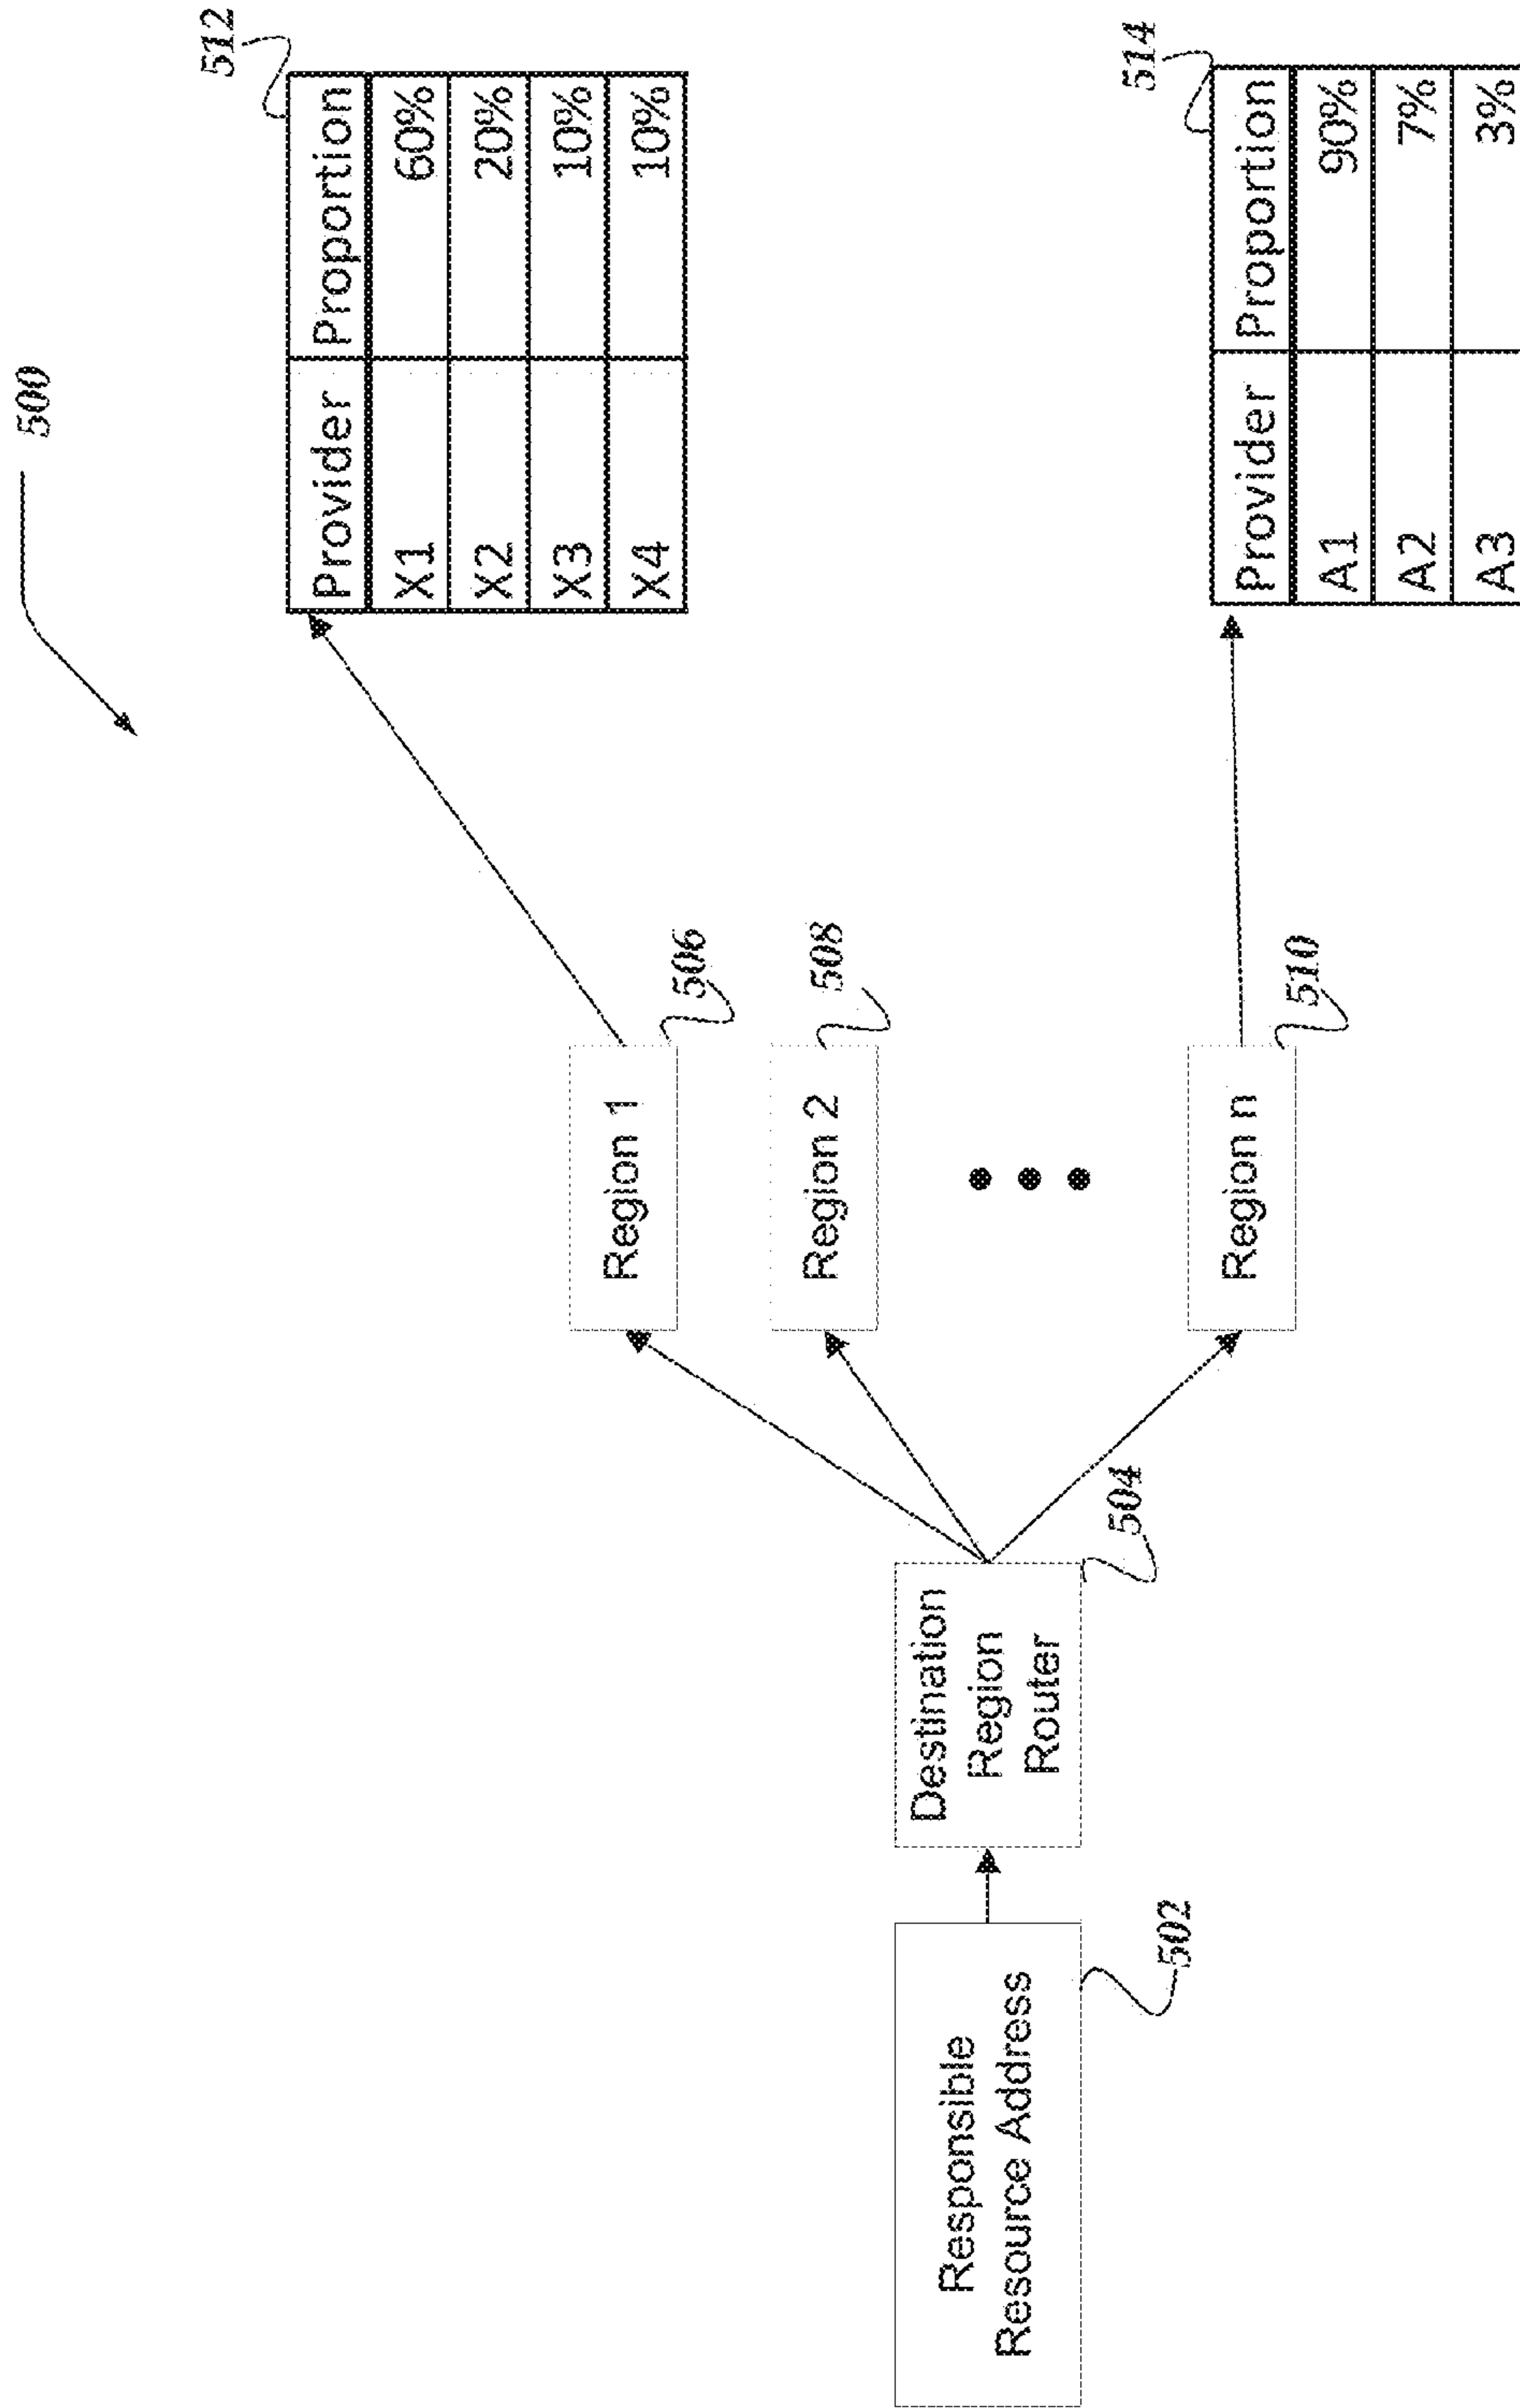 500
512
Provider Proportion
X1 60%
X2 20%
X3 10%
X4 10%
Region 1
506
Region 2
508
Responsible
Resource Address
502
Destination
Region
Router
504
Region n
510
514
Provider Proportion
A1 90%
A2 7%
A3 3%